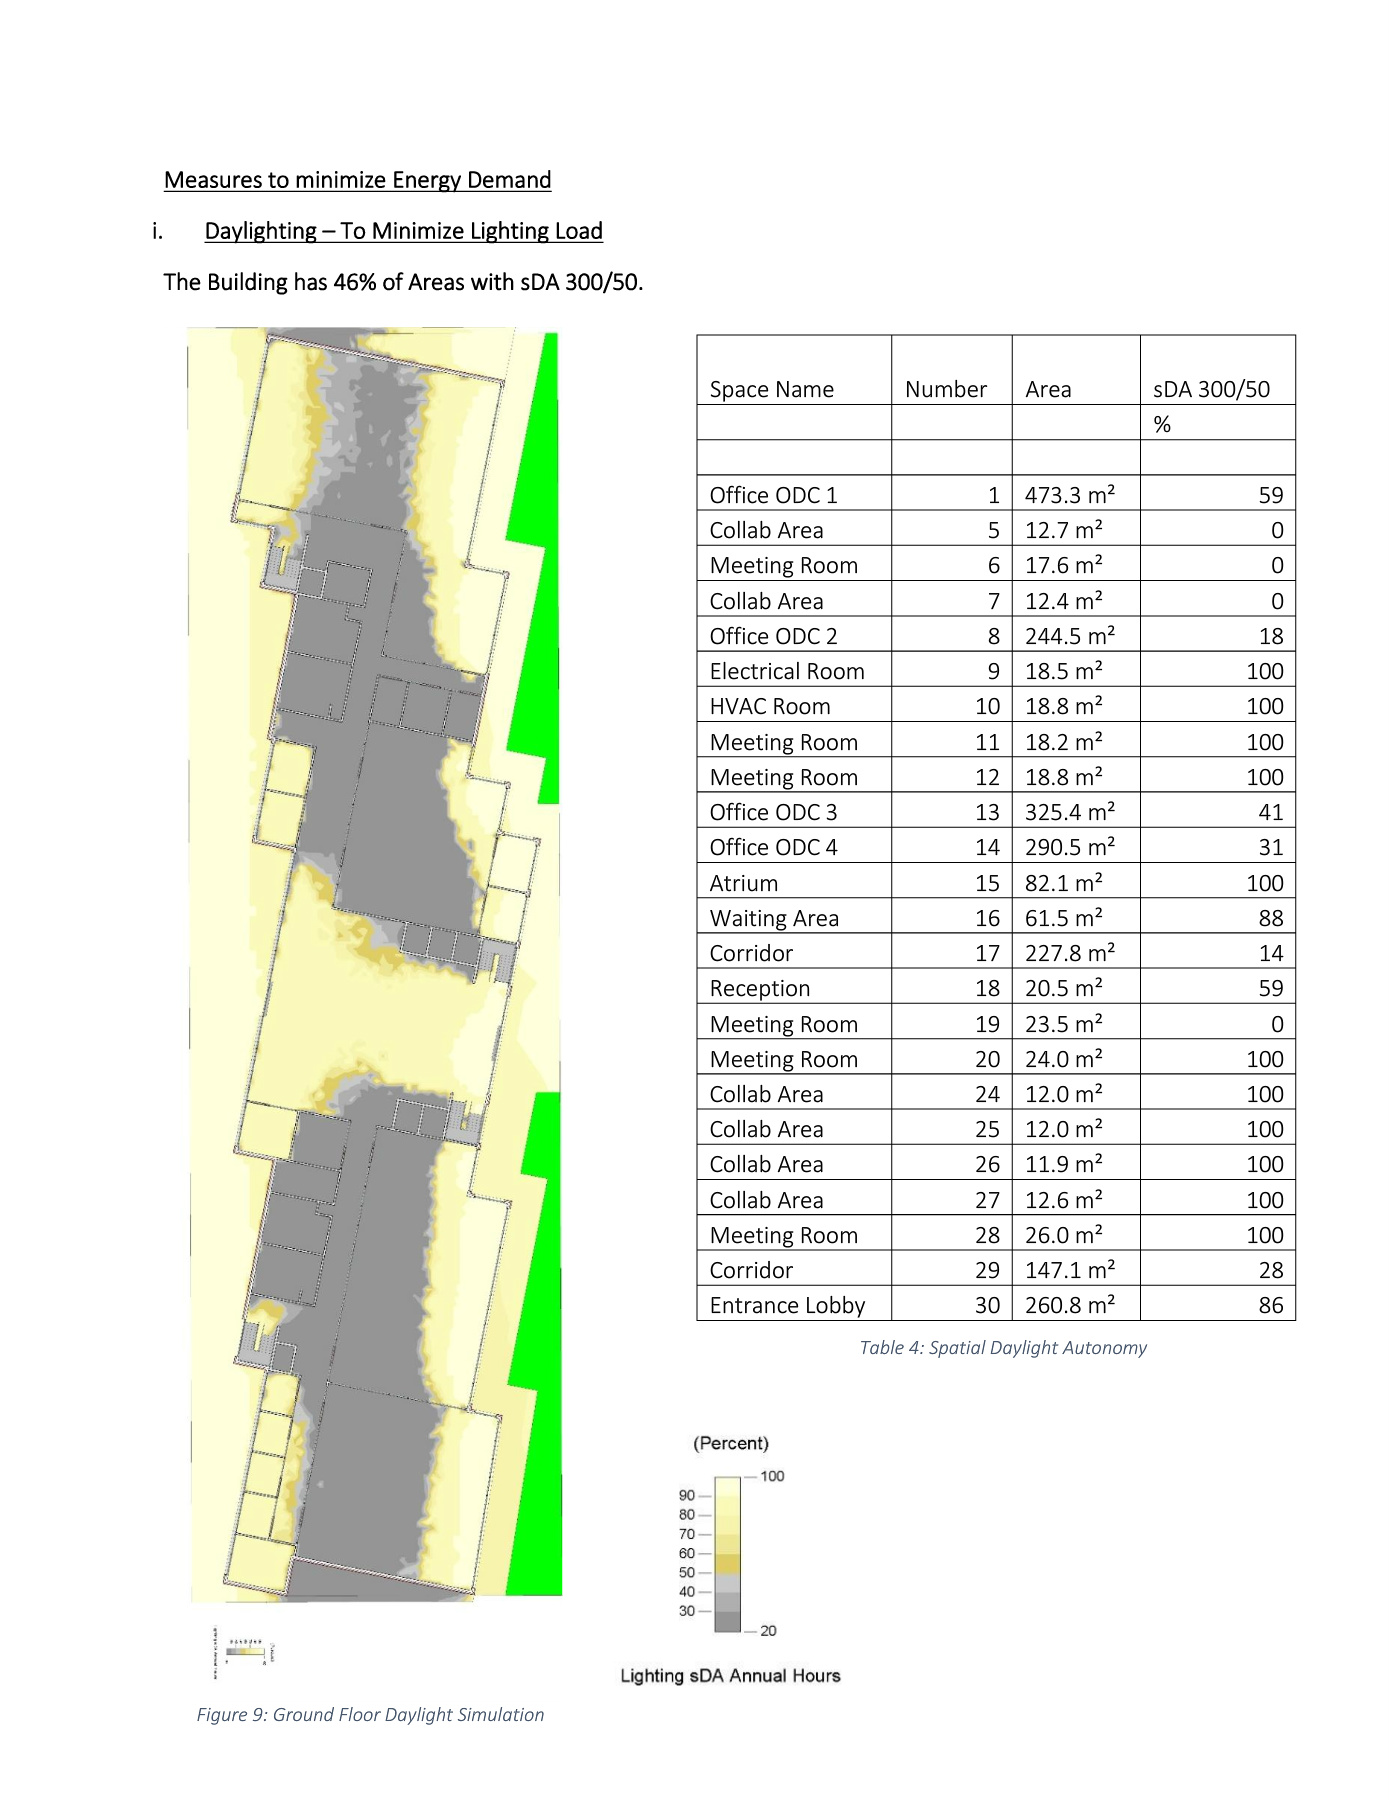 Measures to minimize Energy Demand
i. Daylighting – To Minimize Lighting Load
The Building has 46% of Areas with sDA 300/50.
Space Name Number Area sDA 300/50
%
Office ODC 1 1 473.3 m² 59
Collab Area 5 12.7 m² 0
Meeting Room 6 17.6 m² 0
Collab Area 7 12.4 m² 0
Office ODC 2 8 244.5 m² 18
Electrical Room 9 18.5 m² 100
HVAC Room 10 18.8 m² 100
Meeting Room 11 18.2 m² 100
Meeting Room 12 18.8 m² 100
Office ODC 3 13 325.4 m² 41
Office ODC 4 14 290.5 m² 31
Atrium 15 82.1 m² 100
Waiting Area 16 61.5 m² 88
Corridor 17 227.8 m² 14
Reception 18 20.5 m² 59
Meeting Room 19 23.5 m² 0
Meeting Room 20 24.0 m² 100
Collab Area 24 12.0 m² 100
Collab Area 25 12.0 m² 100
Collab Area 26 11.9 m² 100
Collab Area 27 12.6 m² 100
Meeting Room 28 26.0 m² 100
Corridor 29 147.1 m² 28
Entrance Lobby 30 260.8 m² 86
Table 4: Spatial Daylight Autonomy
(Percent)
100
90
80
70
60
50
40
30
20
Lighting sDA Annual Hours
Figure 9: Ground Floor Daylight Simulation